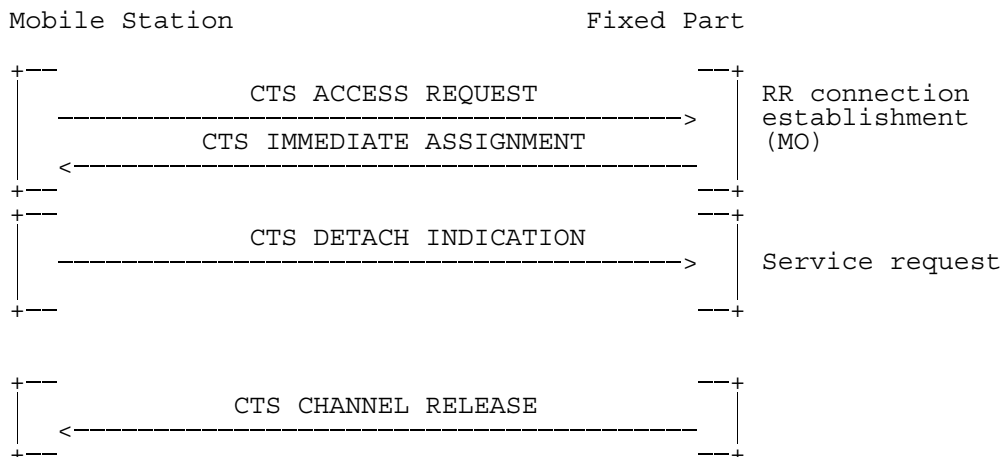 Mobile Station Fixed Part
CTS ACCESS REQUEST RR connection
establishment
CTS IMMEDIATE ASSIGNMENT (MO)
CTS DETACH INDICATION
Service request
CTS CHANNEL RELEASE